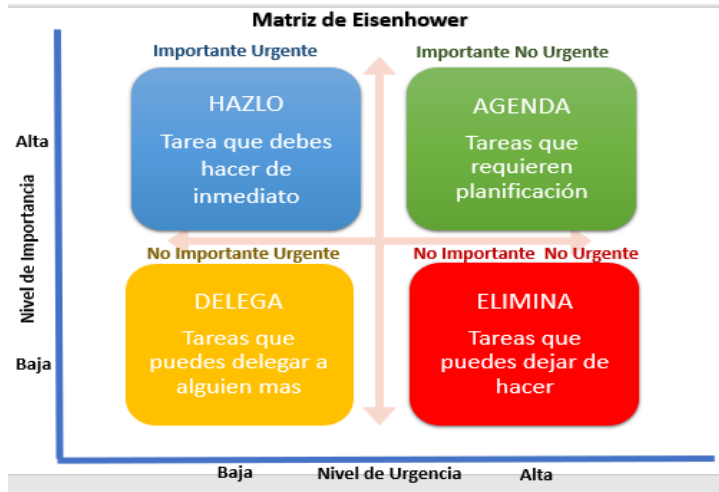 Matriz de Eisenhower
Importante Urgente
Importante No Urgente
HAZLO
Tarea que debes
hacer de
inmediato
AGENDA
Tareas que
requieren
planificación
Alta
Nivel de Importancia
Baja
No Importante Urgente
No Importante No Urgente
DELEGA
Tareas que
puedes delegar a
alguien mas
ELIMINA
Tareas que
puedes dejar de
hacer
Baja
Nivel de Urgencia
Alta